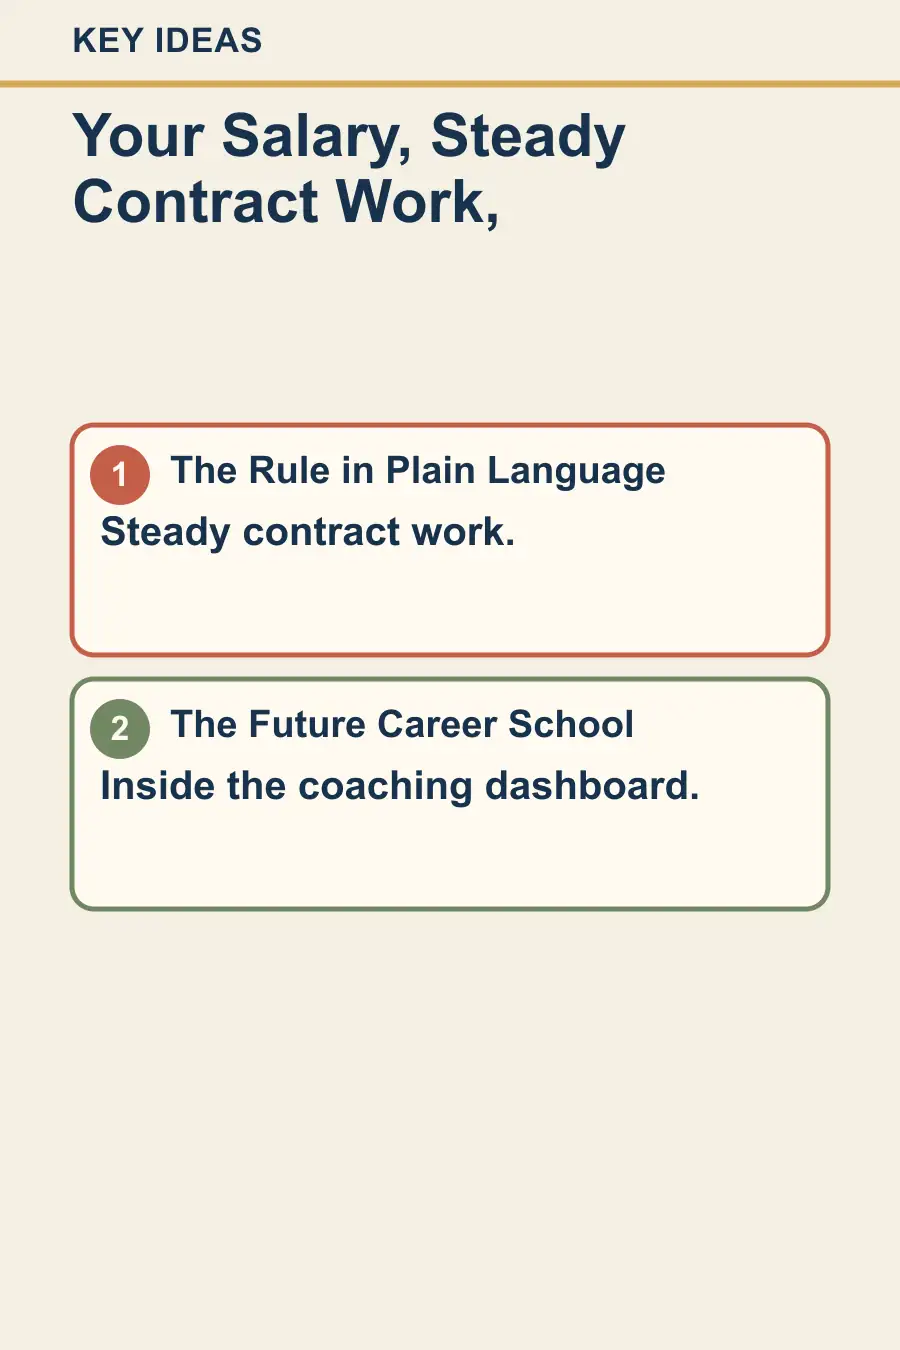 KEY IDEAS
Your Salary, Steady
Contract Work,
1 The Rule in Plain Language
Steady contract work.
2 The Future Career School
Inside the coaching dashboard.